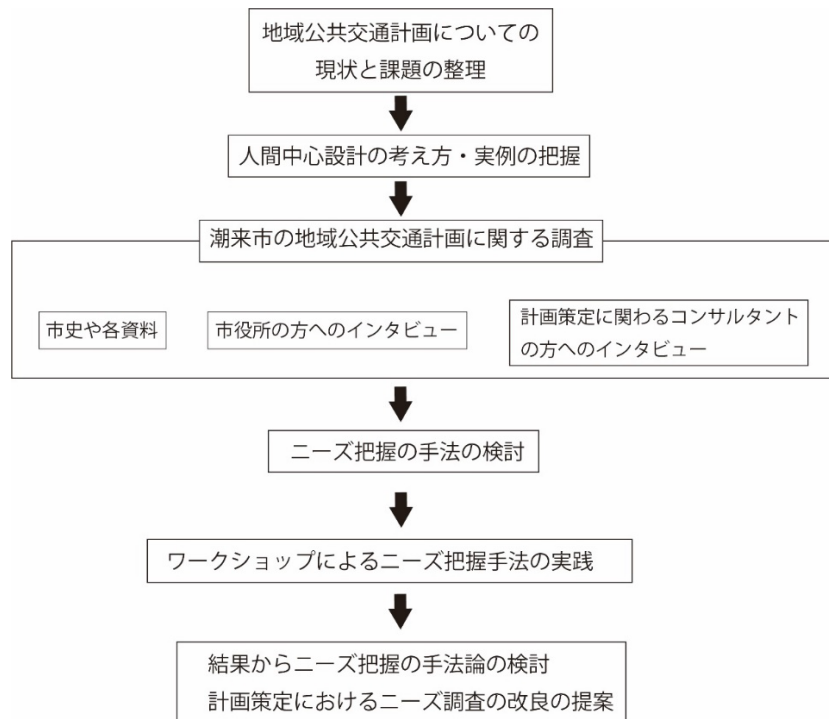 地域公共交通計画についての
現状と課題の整理
人間中心設計の考え方・実例の把握
潮来市の地域公共交通計画に関する調査
市史や各資料
市役所の方へのインタビュー
計画策定に関わるコンサルタント
の方へのインタビュー
ニーズ把握の手法の検討
ワークショップによるニーズ把握手法の実践
結果からニーズ把握の手法論の検討
計画策定におけるニーズ調査の改良の提案